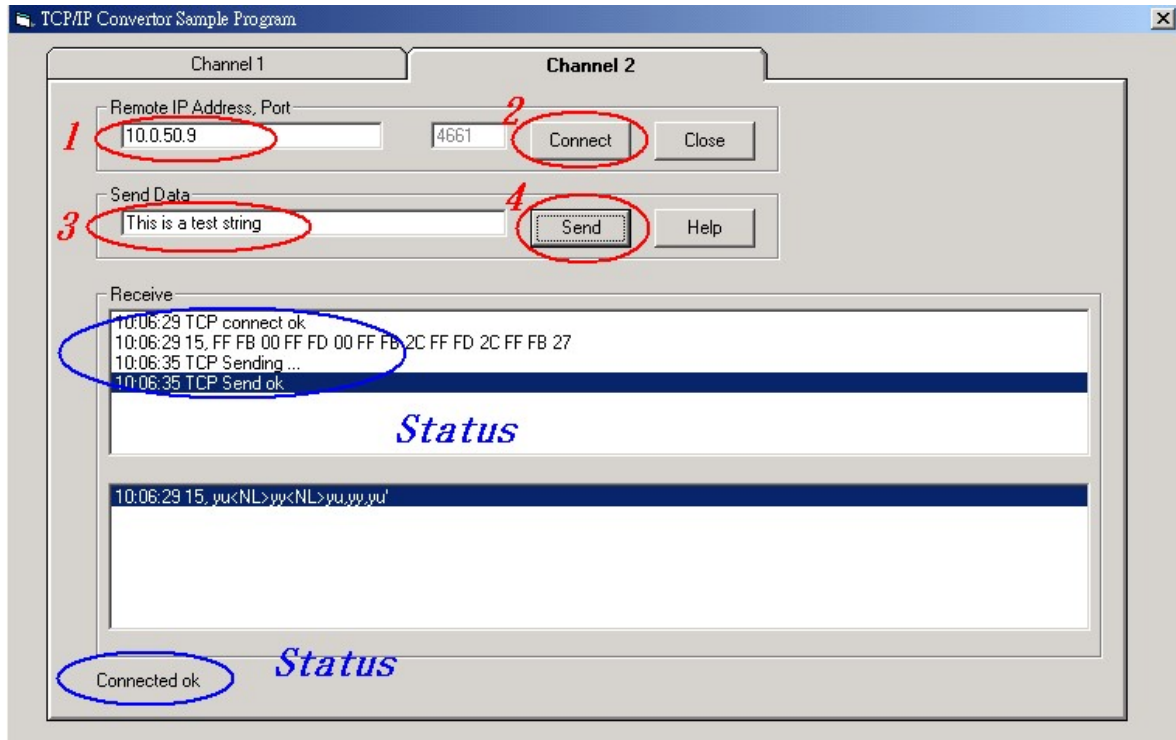 TCP/IP Convertor Sample Program
Channel 1
Channel 2
Remote IP Address, Port
1
10.0.50.9
4661
2
Connect
Close
Send Data
3
This is a test string
4
Send
Help
Receive
10:06:29 TCP connect ok
10:06:29 15, FF FB 00 FF FD 00 FF FB 2C FF FD 2C FF FB 27
10:06:35 TCP Sending ...
10:06:35 TCP Send ok
Status
10:06:29 15, yu<NL>yy<NL>yu,yy,yu'
Status
Connected ok